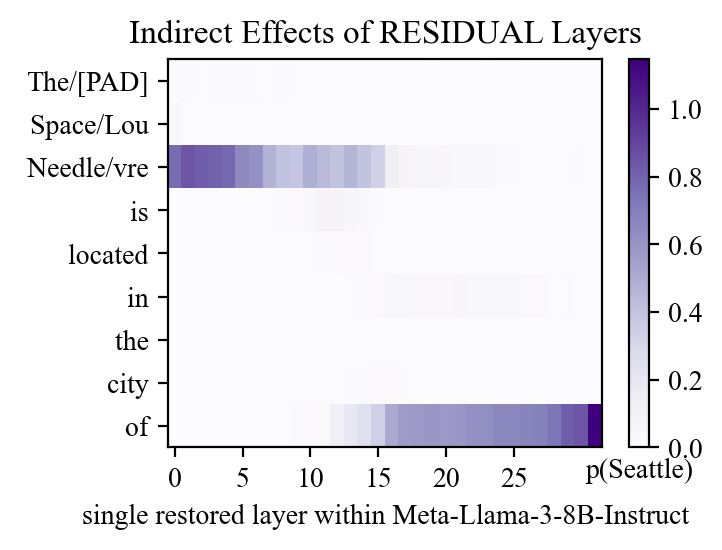 Indirect Effects of RESIDUAL Layers
The/[PAD]
Space/Lou
Needle/vre
is
located
in
the
city
of
0 5 10 15 20 25
1.0
0.8
0.6
0.4
0.2
0.0
p(Seattle)
single restored layer within Meta-Llama-3-8B-Instruct